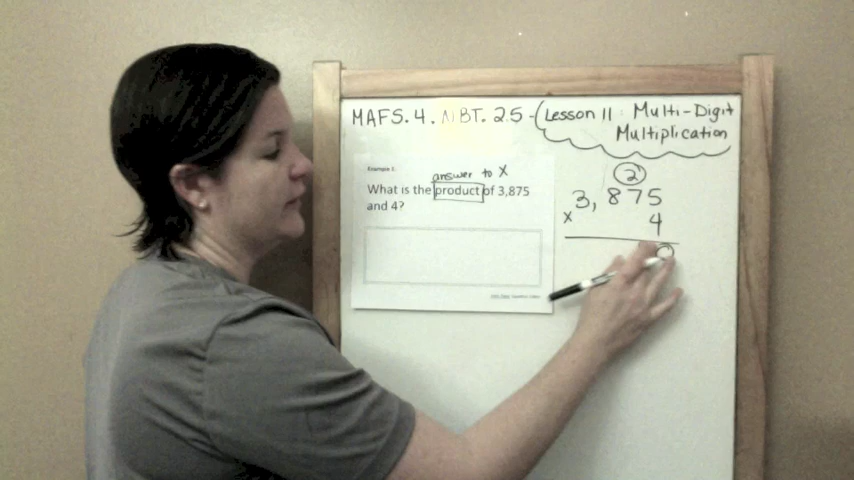 MAFS.4.NBT.2.5 - Lesson 11: Multi-Digit
Multiplication
Example 1:
answer to X
What is the product of 3,875
and 4?
2
3,875
x 4
0